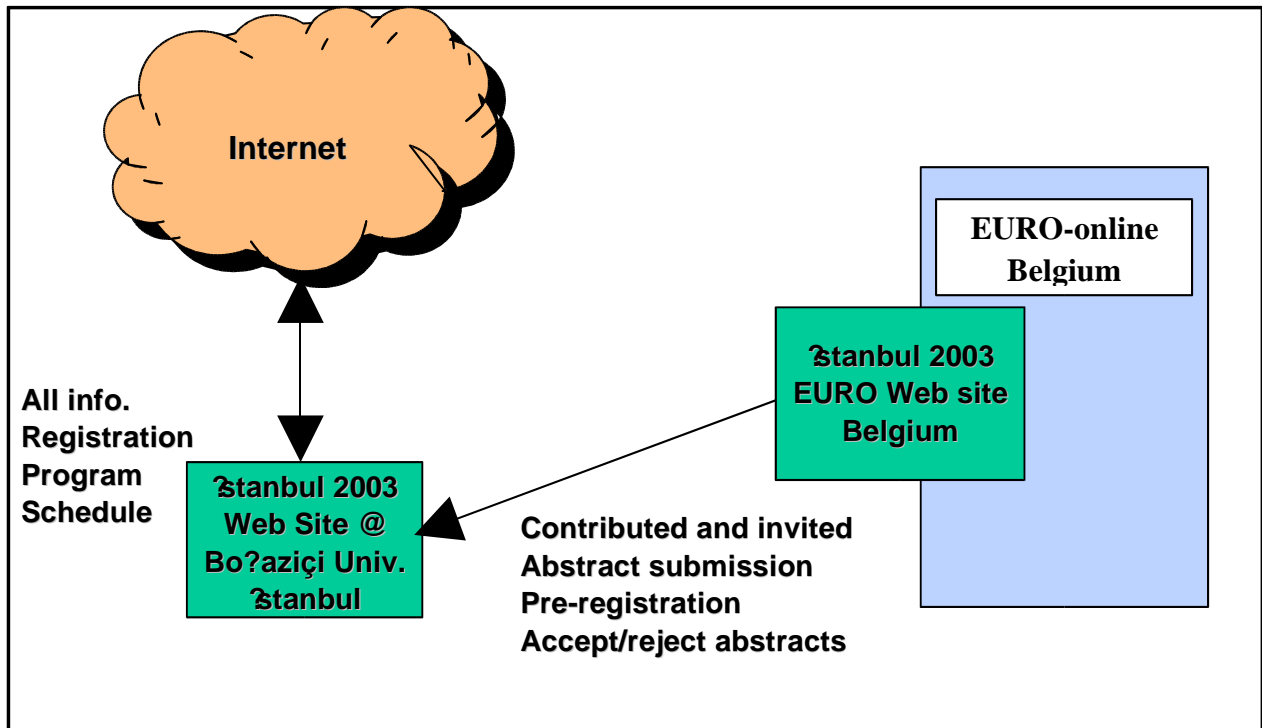 Internet
EURO-online
Belgium
?stanbul 2003
EURO Web site
Belgium
All info.
Registration
Program
Schedule
?stanbul 2003
Web Site @
Bo?aziçi Univ.
?stanbul
Contributed and invited
Abstract submission
Pre-registration
Accept/reject abstracts